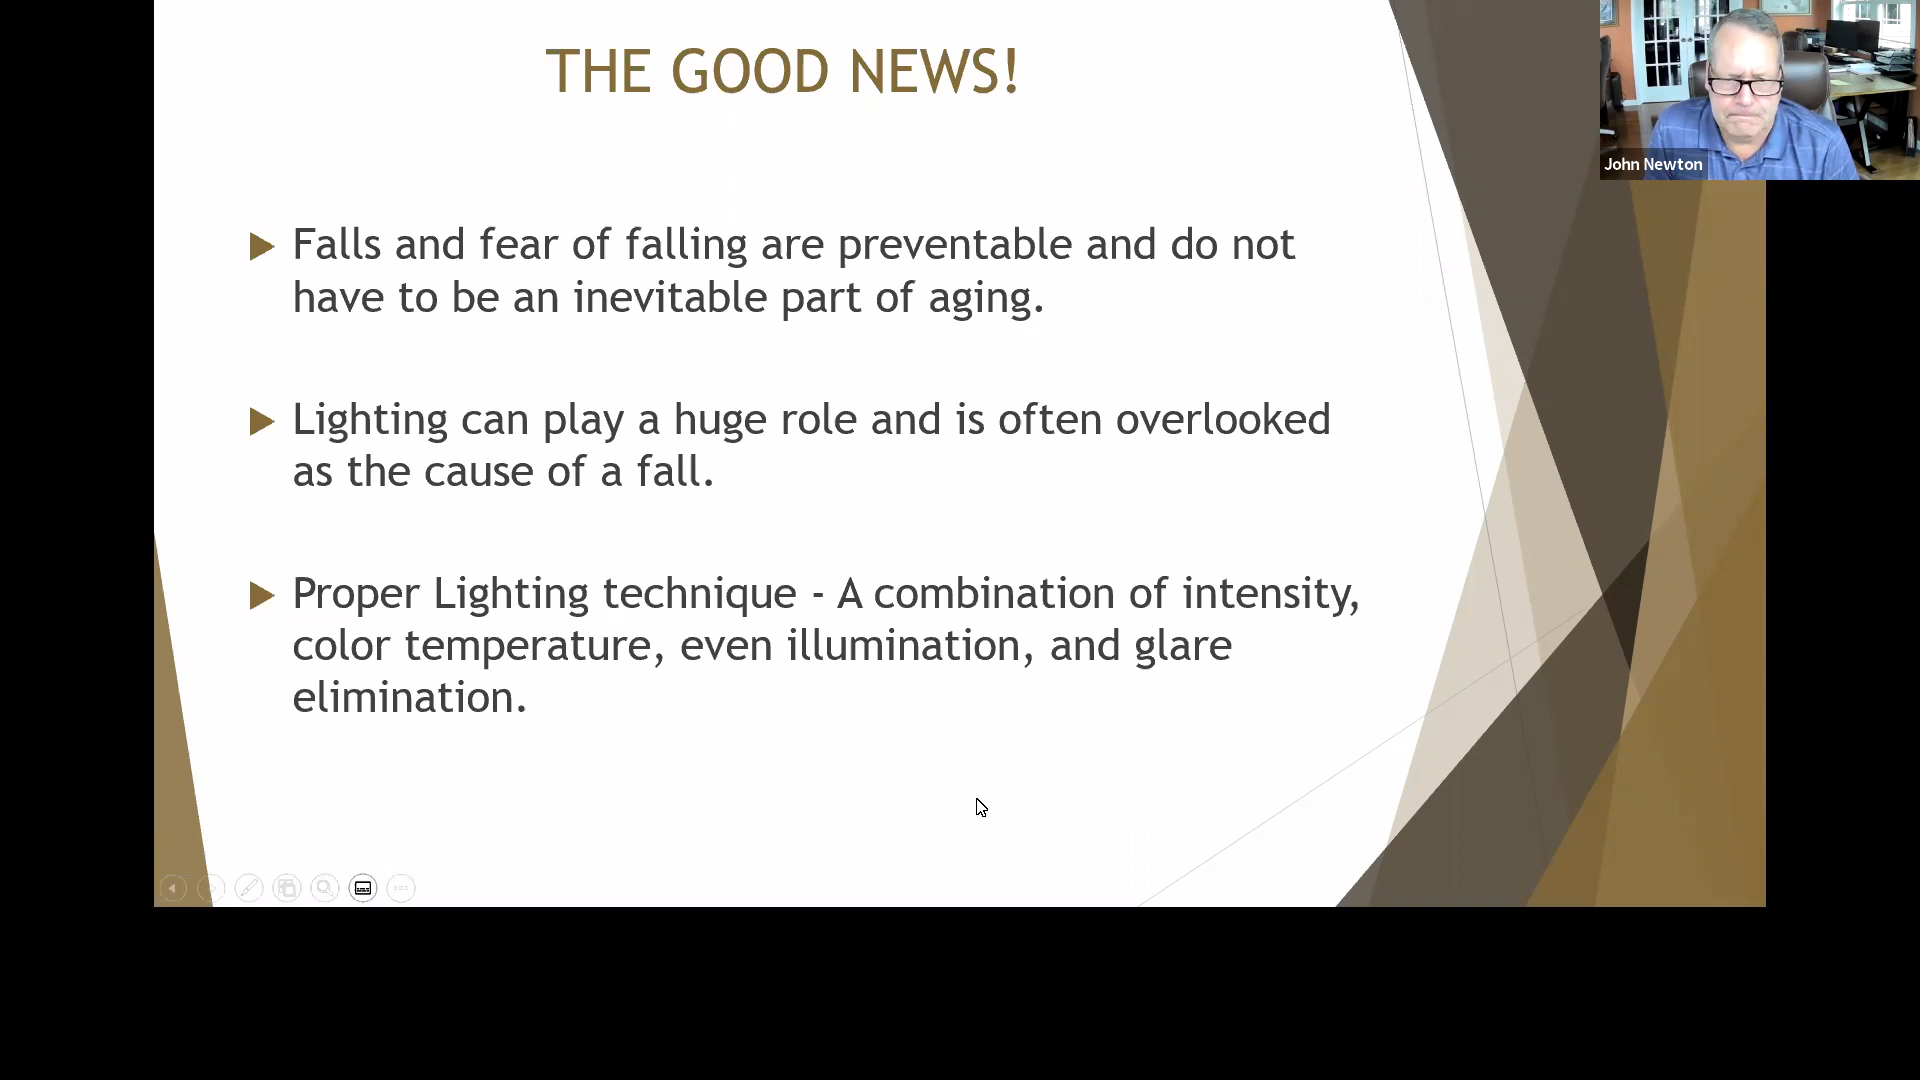 THE GOOD NEWS!
John Newton
Falls and fear of falling are preventable and do not
have to be an inevitable part of aging.
Lighting can play a huge role and is often overlooked
as the cause of a fall.
Proper Lighting technique - A combination of intensity,
color temperature, even illumination, and glare
elimination.